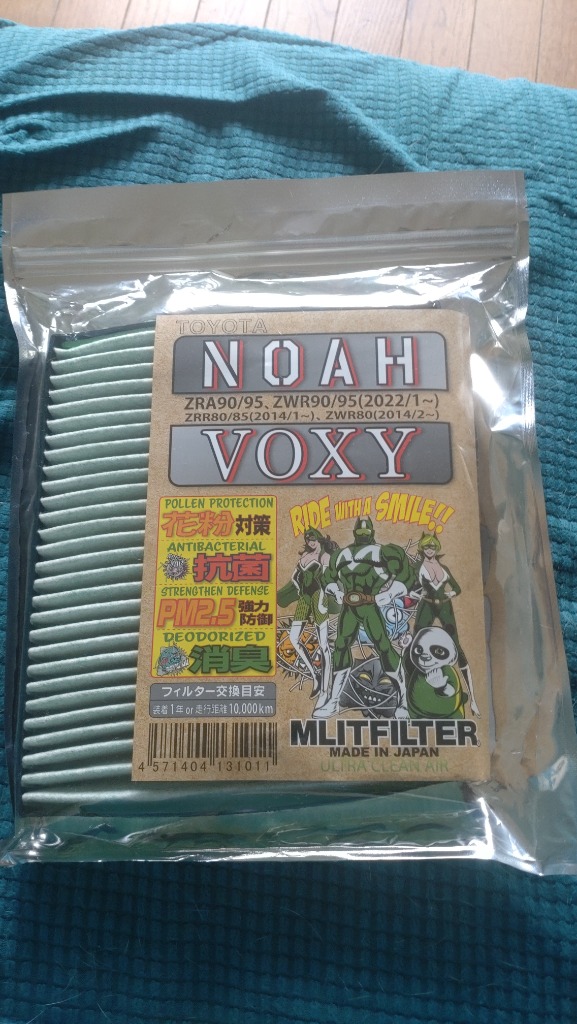 TOYOTA
NOAH
ZRA90/95、ZWR90/95(2022/1~)
ZRR80/85(2014/1~)、ZWR80(2014/2~)
VOXY
POLLEN PROTECTION
花粉対策
ANTIBACTERIAL
抗菌
STRENGTHEN DEFENSE
PM2.5 強力防御
DEODORIZED
消臭
フィルター交換目安
装着1年 or 走行距離 10,000km
4 571404 131011
RIDE WITH A SMILE!!
MLITFILTER
MADE IN JAPAN
ULTRA CLEAN AIR